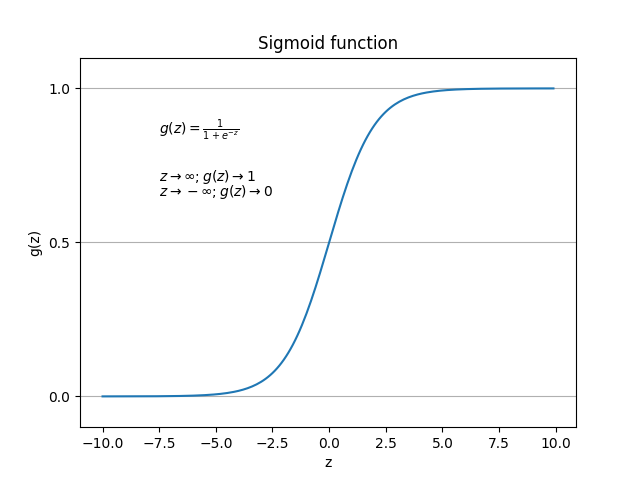 Sigmoid function
1.0
g(z) = 1/(1+e^{-z})
z → ∞; g(z) → 1
z → −∞; g(z) → 0
g(z)
0.5
0.0
−10.0 −7.5 −5.0 −2.5 0.0 2.5 5.0 7.5 10.0
z